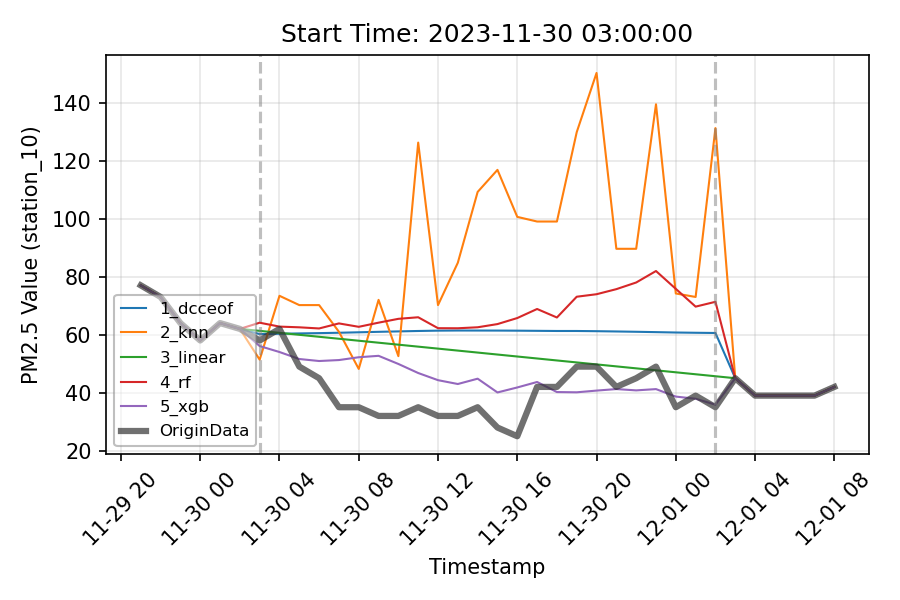 Start Time: 2023-11-30 03:00:00
PM2.5 Value (station_10)
140
120
100
80
60
40
20
1_dcceof
2_knn
3_linear
4_rf
5_xgb
OriginData
11-29 20
11-30 00
11-30 04
11-30 08
11-30 12
11-30 16
11-30 20
12-01 00
12-01 04
12-01 08
Timestamp